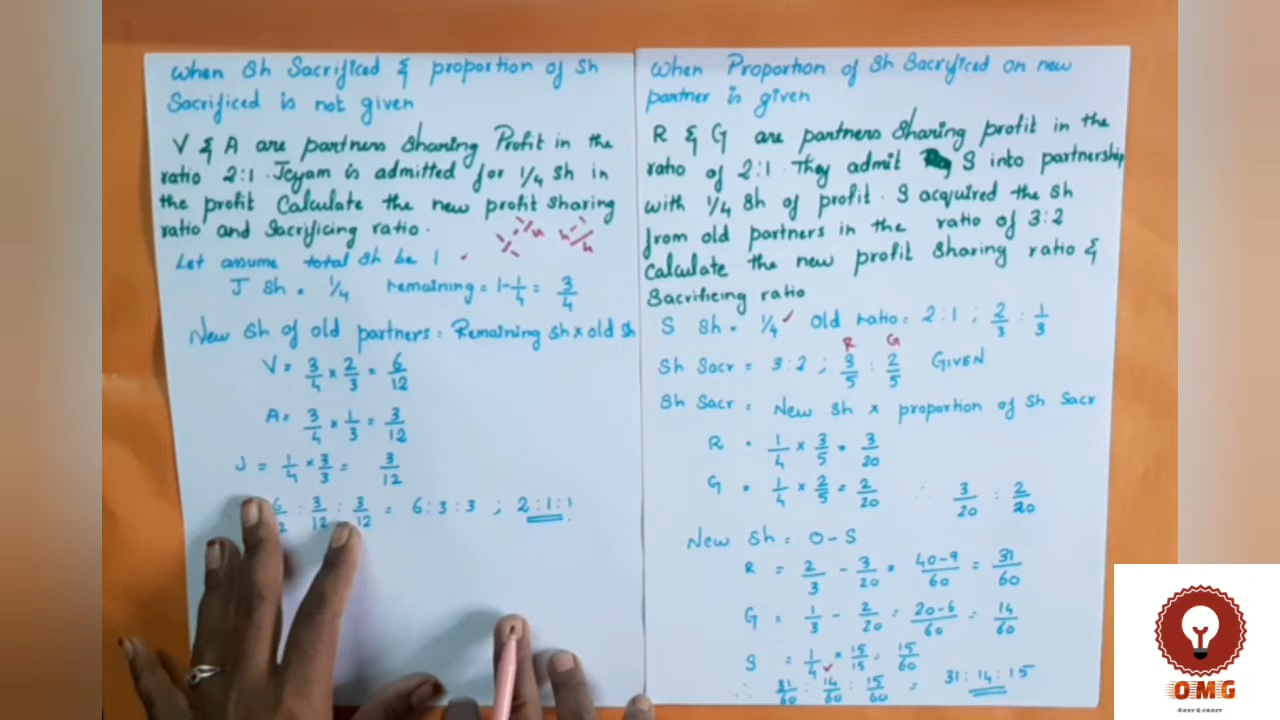 When Sh Sacrificed & proportion of Sh
Sacrificed is not given
V & A are partners Sharing Profit in the
ratio 2:1. Jeyam is admitted for 1/4 Sh in
the profit Calculate the new profit Sharing
ratio and Sacrificing ratio.
Let assume total Sh be 1
J Sh = 1/4 remaining = 1-1/4 = 3/4
New Sh of old partners = Remaining Sh x old Sh
V = 3/4 x 2/3 = 6/12
A = 3/4 x 1/3 = 3/12
J = 1/4 x 3/3 = 3/12
: 3/12 : 3/12 = 6:3:3 ; 2:1:1
When Proportion of Sh Sacrificed on new
partner is given
R & G are partners Sharing profit in the
ratio of 2:1. They admit S into partnership
with 1/4 Sh of profit. S acquired the Sh
from old partners in the ratio of 3:2
Calculate the new profit Sharing ratio &
Sacrificing ratio
S Sh = 1/4 ✓ Old ratio = 2:1 ; 2/3 : 1/3
R G
Sh Sacr = 3:2 ; 3/5 : 2/5 GIVEN
Sh Sacr = New Sh x proportion of Sh Sacr
R = 1/4 x 3/5 = 3/20
G = 1/4 x 2/5 = 2/20 ∴ 3/20 : 2/20
New Sh = O-S
R = 2/3 - 3/20 = 40-9/60 = 31/60
G = 1/3 - 2/20 = 20-6/60 = 14/60
S = 1/4 x 15/15 = 15/60
∴ 31/60 : 14/60 : 15/60 = 31:14:15
OMG